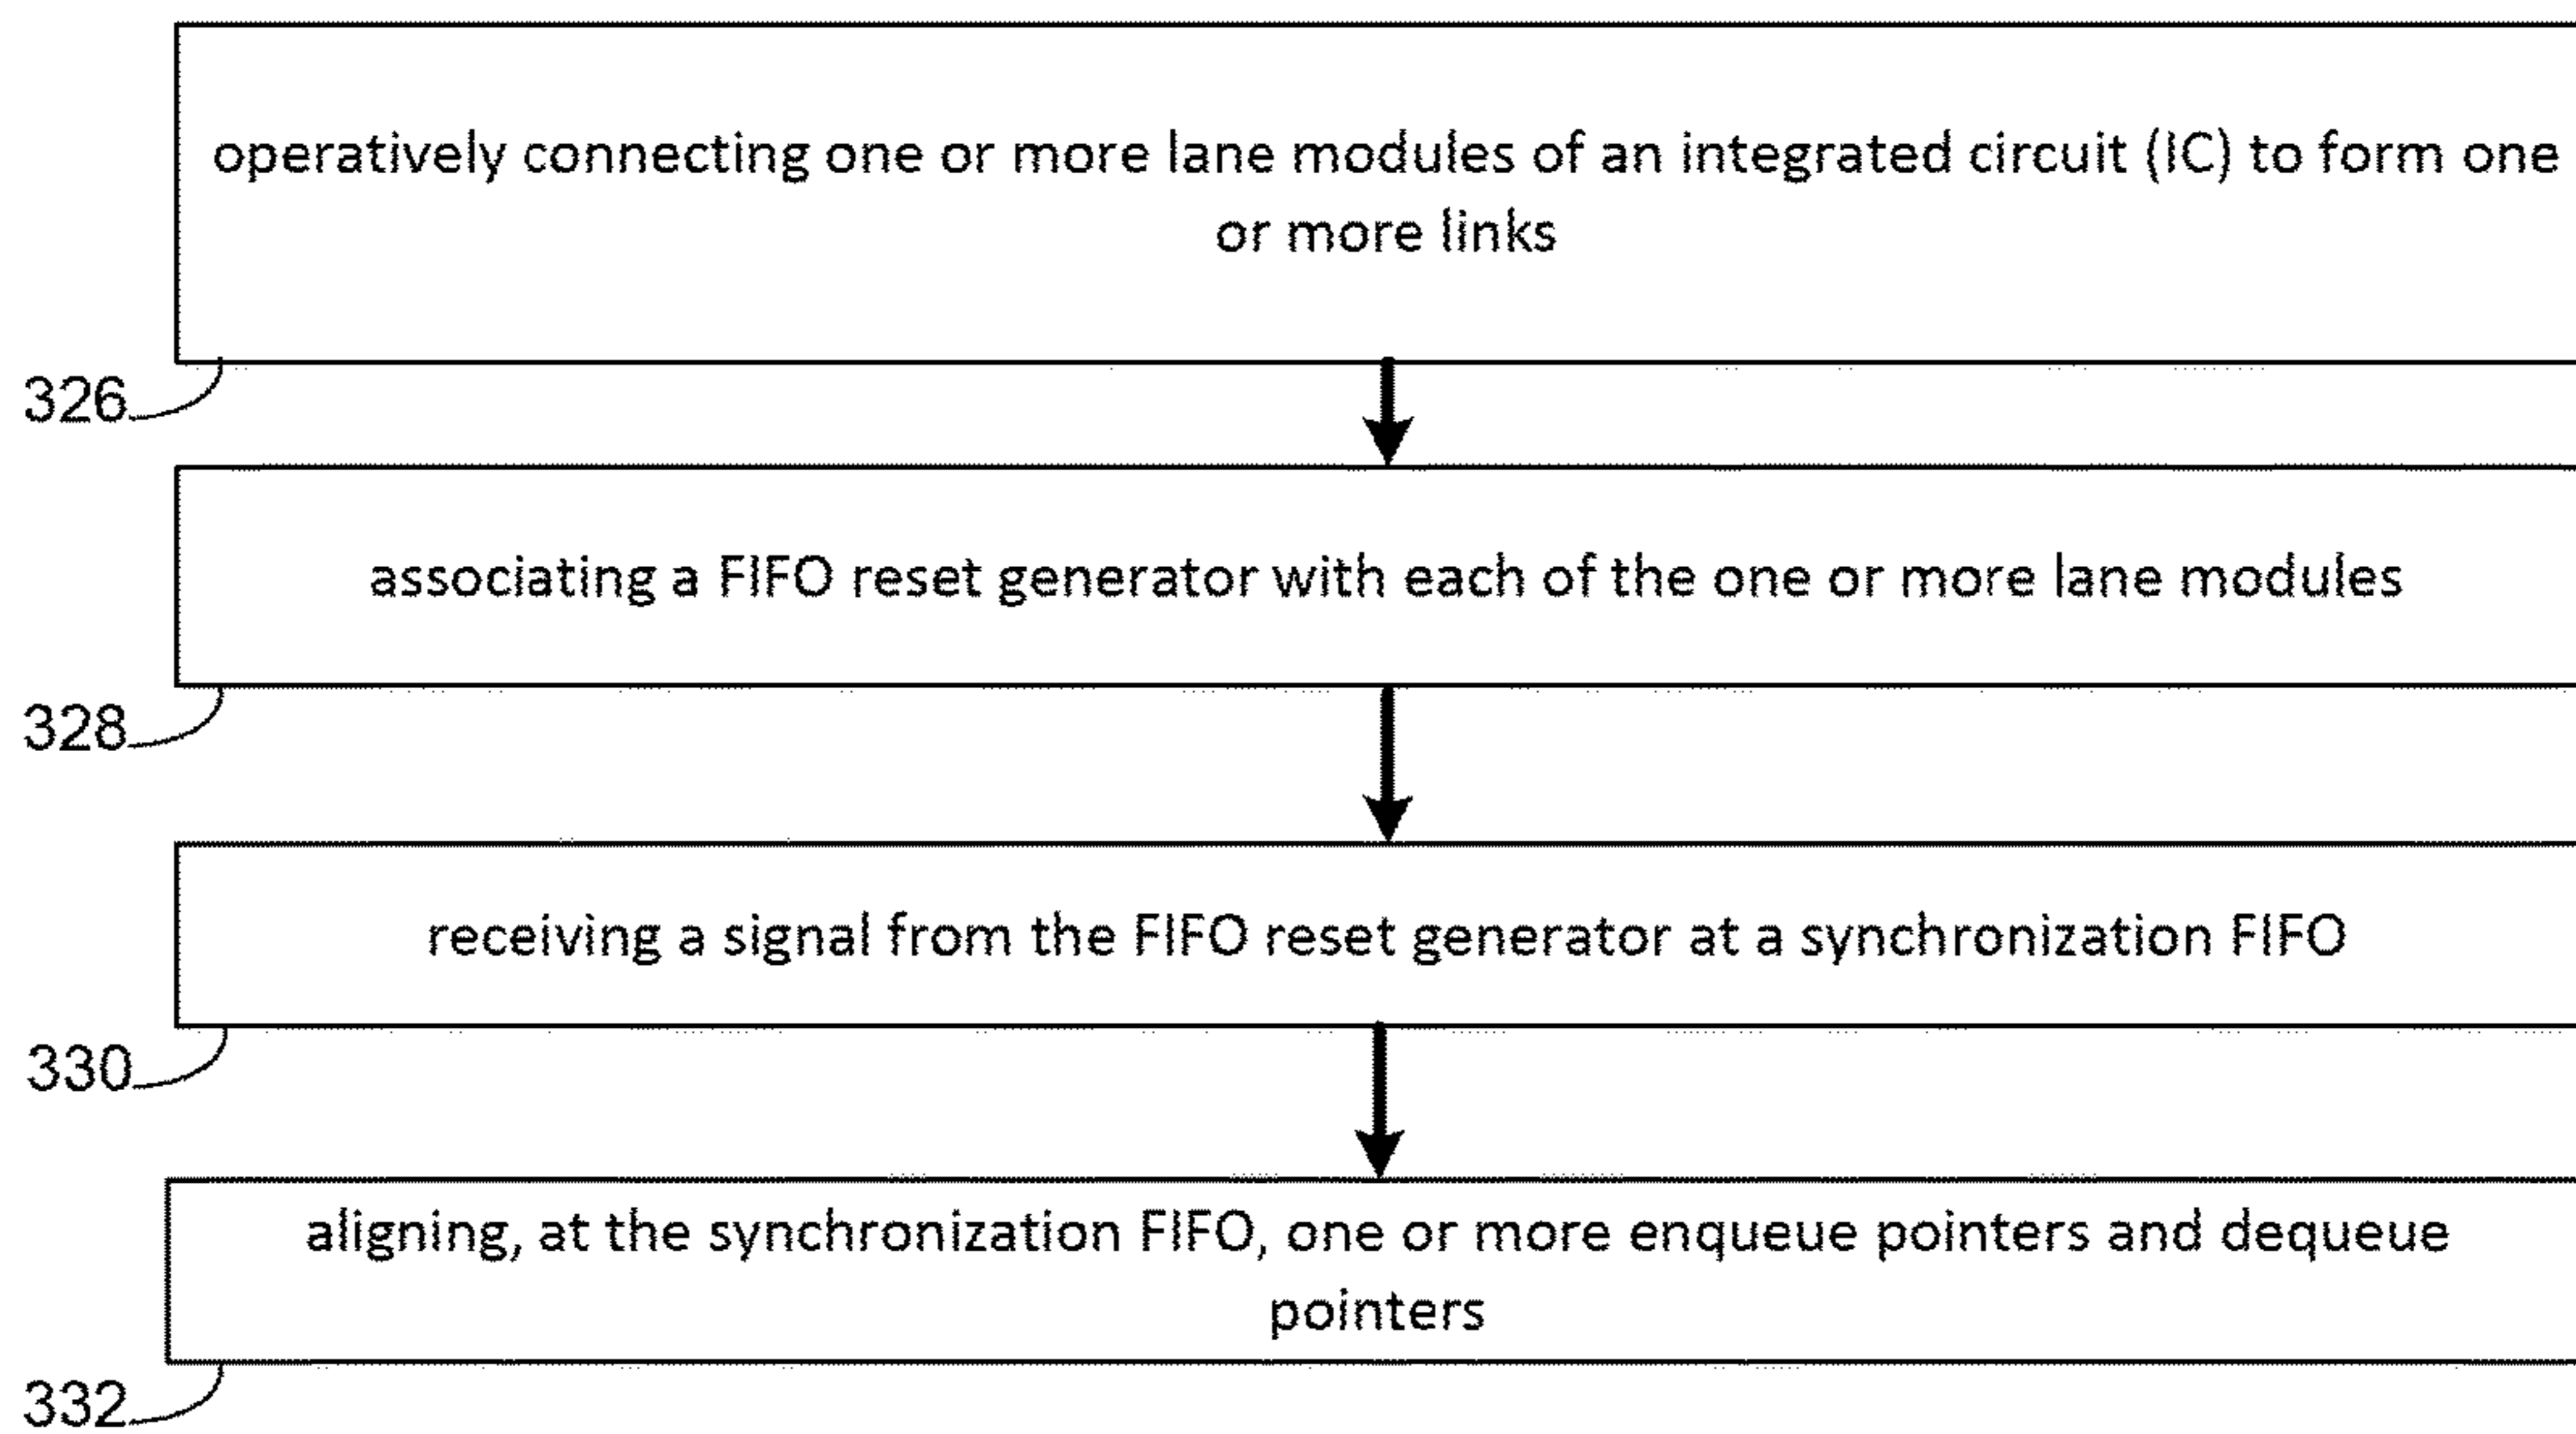 operatively connecting one or more lane modules of an integrated circuit (IC) to form one
or more links
326
associating a FIFO reset generator with each of the one or more lane modules
328
receiving a signal from the FIFO reset generator at a synchronization FIFO
330
aligning, at the synchronization FIFO, one or more enqueue pointers and dequeue
pointers
332